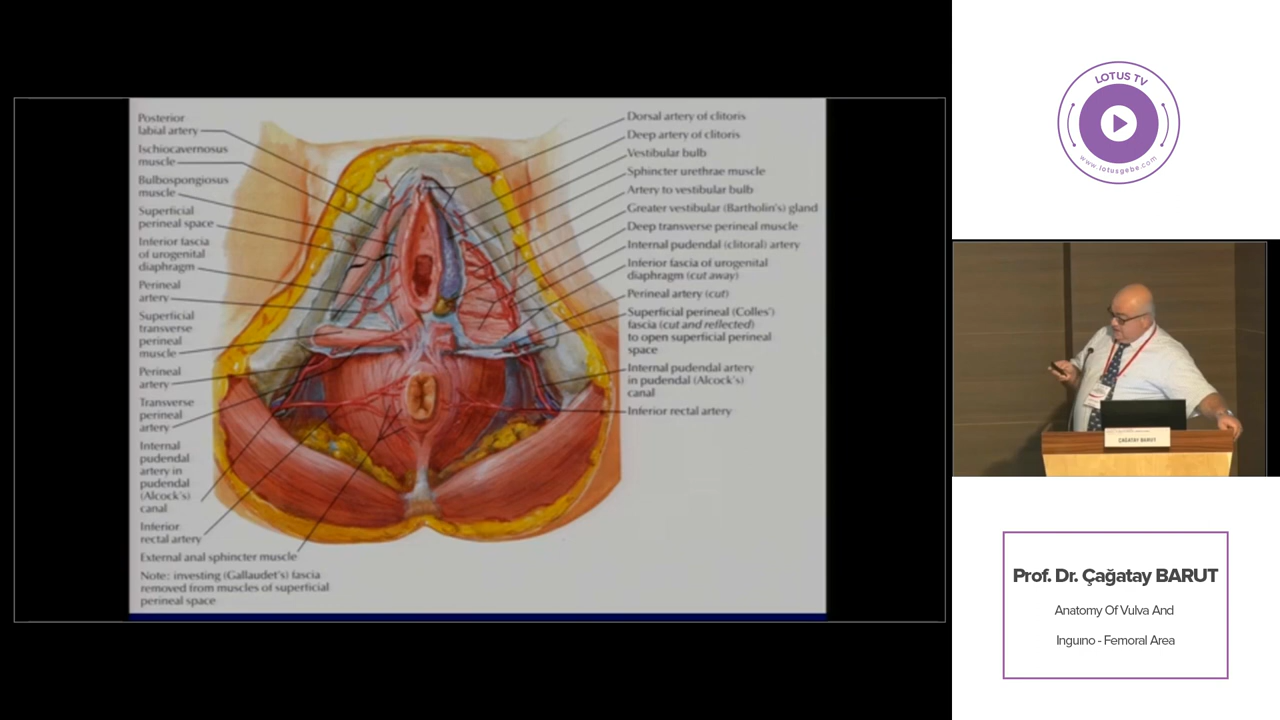 Posterior
labial artery
Ischiocavernosus
muscle
Bulbospongiosus
muscle
Superficial
perineal space
Inferior fascia
of urogenital
diaphragm
Perineal
artery
Superficial
transverse
perineal
muscle
Perineal
artery
Transverse
perineal
artery
Internal
pudendal
artery in
pudendal
(Alcock's)
canal
Inferior
rectal artery
External anal sphincter muscle
Note: investing (Gallaudet's) fascia
removed from muscles of superficial
perineal space
Dorsal artery of clitoris
Deep artery of clitoris
Vestibular bulb
Sphincter urethrae muscle
Artery to vestibular bulb
Greater vestibular (Bartholin's) gland
Deep transverse perineal muscle
Internal pudendal (clitoral) artery
Inferior fascia of urogenital
diaphragm (cut away)
Perineal artery (cut)
Superficial perineal (Colles')
fascia (cut and reflected)
to open superficial perineal
space
Internal pudendal artery
in pudendal (Alcock's)
canal
Inferior rectal artery
LOTUS TV
www.lotusgebe.com
ÇAĞATAY BARUT
Prof. Dr. Çağatay BARUT
Anatomy Of Vulva And
Inguıno - Femoral Area